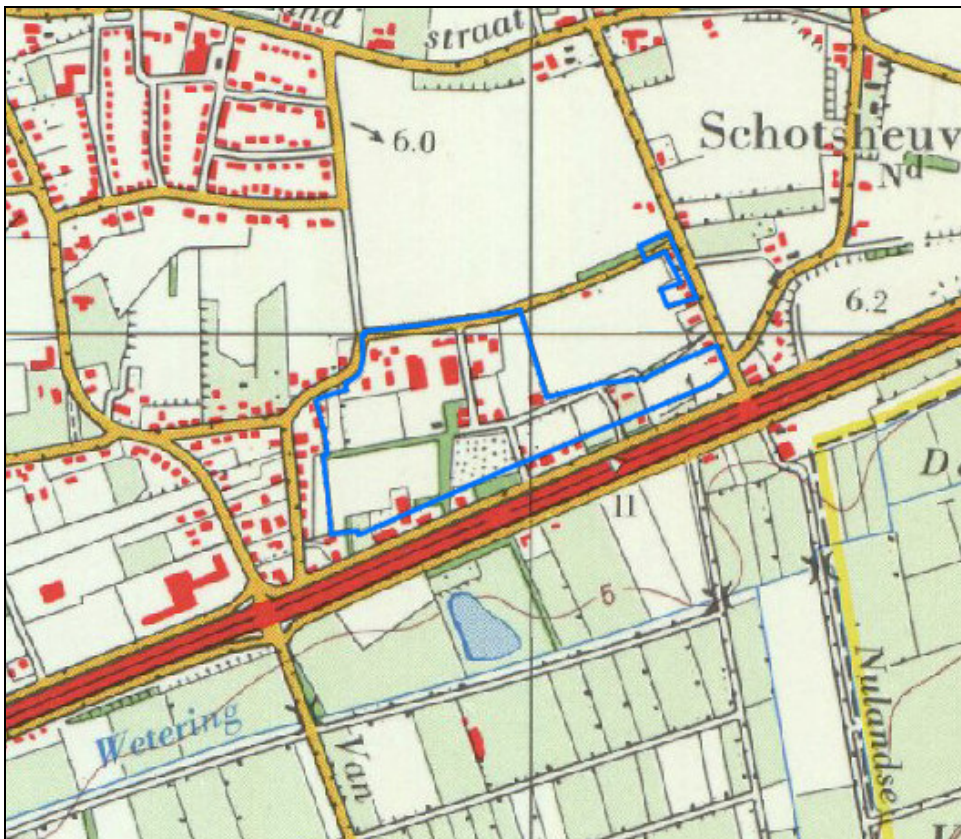 straat
Schotsheuv
Nd
6.0
6.2
11
5
D
Wetering
Van
Nulandse